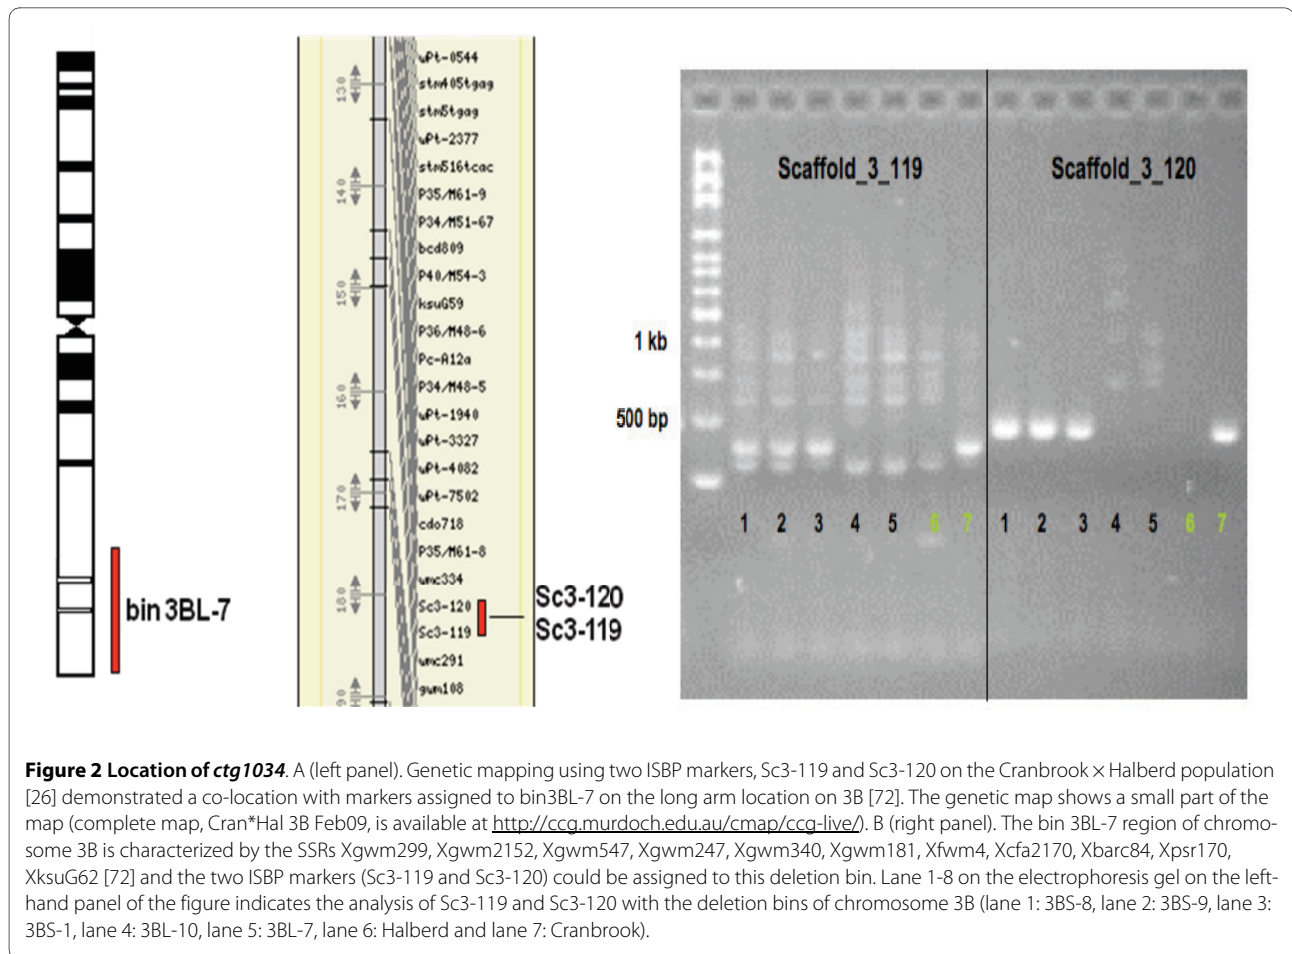 bin 3BL-7
130
140
150
160
170
180
90
uPt-0544
stm405tgag
stm5tgag
uPt-2377
stm516tcac
P35/M61-9
P34/M51-67
bcd809
P40/M54-3
ksuG59
P36/M48-6
Pc-A12a
P34/M48-5
uPt-1940
uPt-3327
uPt-4082
uPt-7502
cdo718
P35/M61-8
wmc334
Sc3-120
Sc3-119
wmc291
gwm108
Sc3-120
Sc3-119
Scaffold_3_119
Scaffold_3_120
1 kb
500 bp
1 2 3 4 5 6 7
1 2 3 4 5 6 7
Figure 2 Location of ctg1034. A (left panel). Genetic mapping using two ISBP markers, Sc3-119 and Sc3-120 on the Cranbrook × Halberd population
[26] demonstrated a co-location with markers assigned to bin3BL-7 on the long arm location on 3B [72]. The genetic map shows a small part of the
map (complete map, Cran*Hal 3B Feb09, is available at http://ccg.murdoch.edu.au/cmap/ccg-live/). B (right panel). The bin 3BL-7 region of chromo-
some 3B is characterized by the SSRs Xgwm299, Xgwm2152, Xgwm547, Xgwm247, Xgwm340, Xgwm181, Xfwm4, Xcfa2170, Xbarc84, Xpsr170,
XksuG62 [72] and the two ISBP markers (Sc3-119 and Sc3-120) could be assigned to this deletion bin. Lane 1-8 on the electrophoresis gel on the left-
hand panel of the figure indicates the analysis of Sc3-119 and Sc3-120 with the deletion bins of chromosome 3B (lane 1: 3BS-8, lane 2: 3BS-9, lane 3:
3BS-1, lane 4: 3BL-10, lane 5: 3BL-7, lane 6: Halberd and lane 7: Cranbrook).